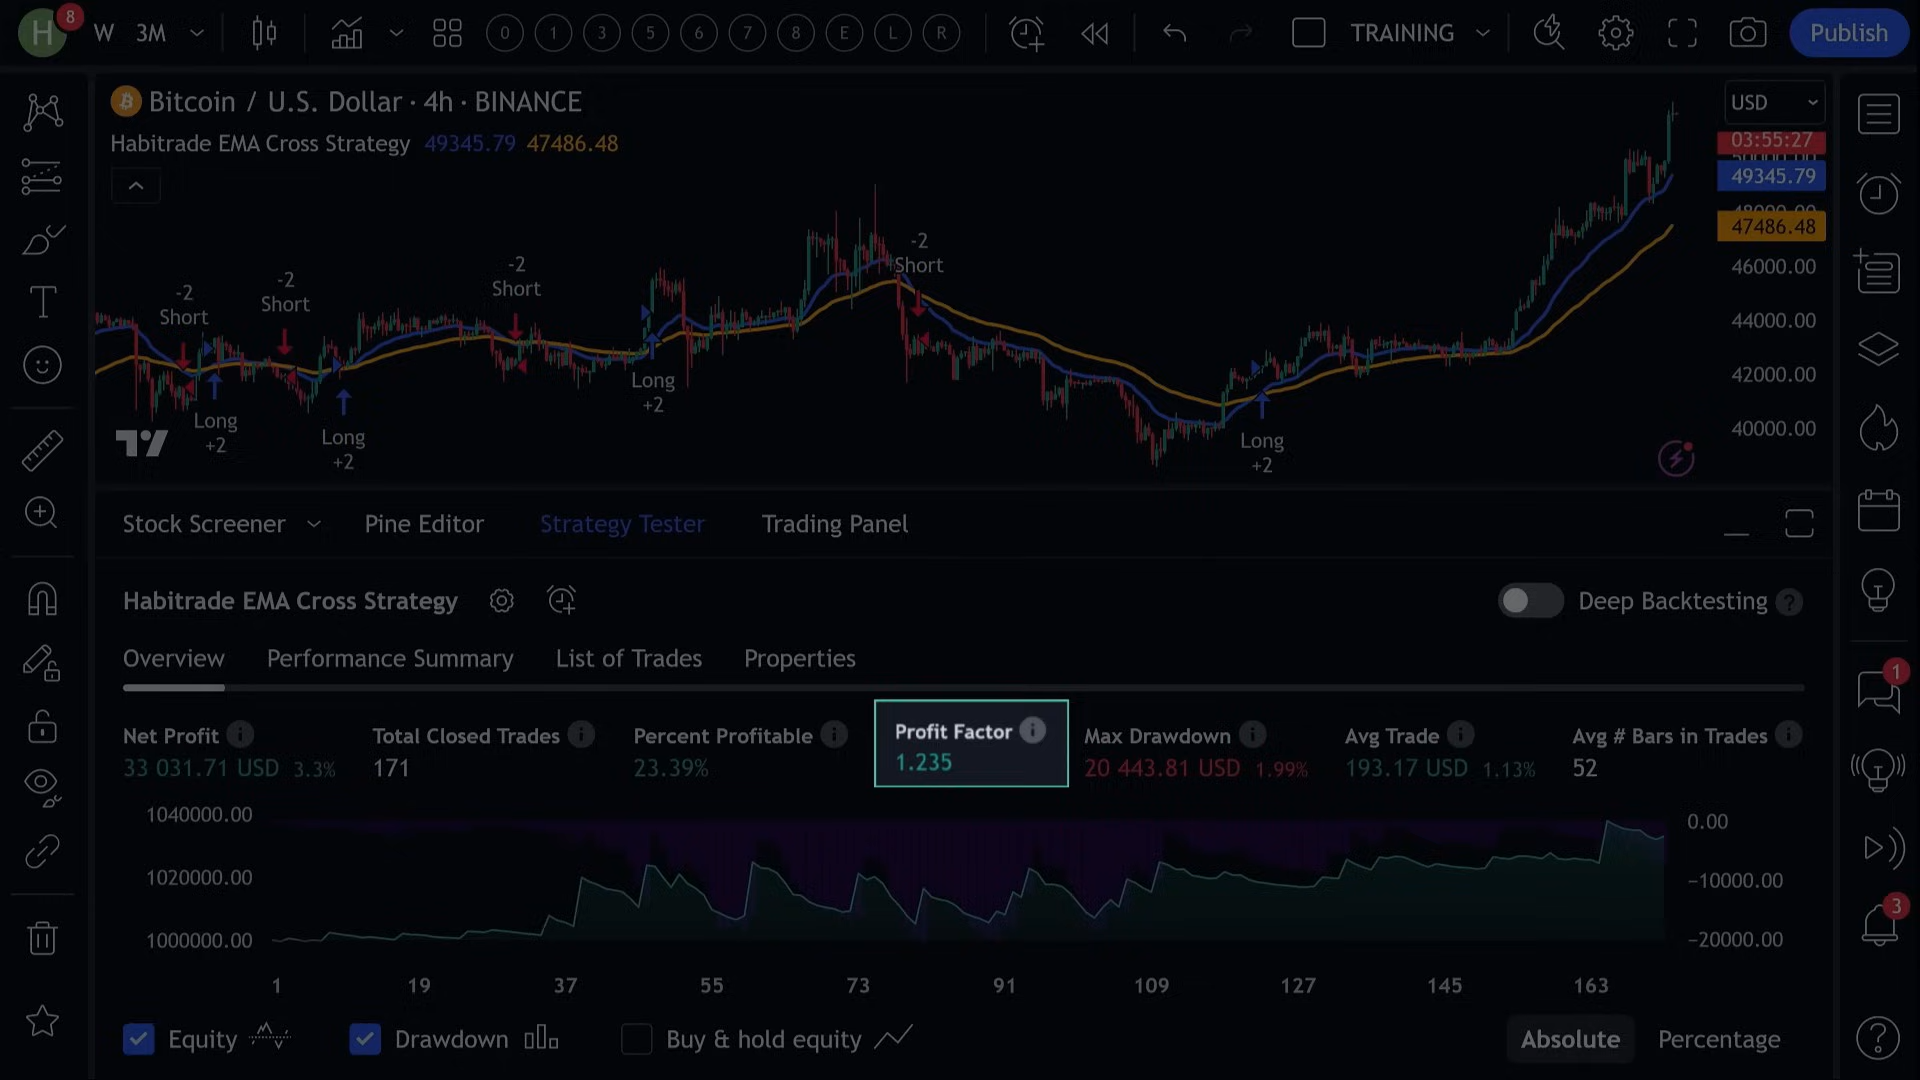 H 8 W 3M 0 1 3 5 6 7 8 E L R TRAINING Publish
Bitcoin / U.S. Dollar · 4h · BINANCE
USD
Habitrade EMA Cross Strategy 49345.79 47486.48
03:55:27
49345.79
47486.48
46000.00
44000.00
42000.00
40000.00
-2
Short
-2
Short
-2
Short
-2
Short
Long
+2
Long
+2
Long
+2
Long
+2
Stock Screener Pine Editor Strategy Tester Trading Panel
Habitrade EMA Cross Strategy Deep Backtesting ?
Overview Performance Summary List of Trades Properties
Net Profit Total Closed Trades Percent Profitable Profit Factor Max Drawdown Avg Trade Avg # Bars in Trades
33 031.71 USD 3.3% 171 23.39% 1.235 20 443.81 USD 1.99% 193.17 USD 1.13% 52
1040000.00 0.00
1020000.00 −10000.00
1000000.00 −20000.00
1 19 37 55 73 91 109 127 145 163
Equity Drawdown Buy & hold equity Absolute Percentage
1
3
?